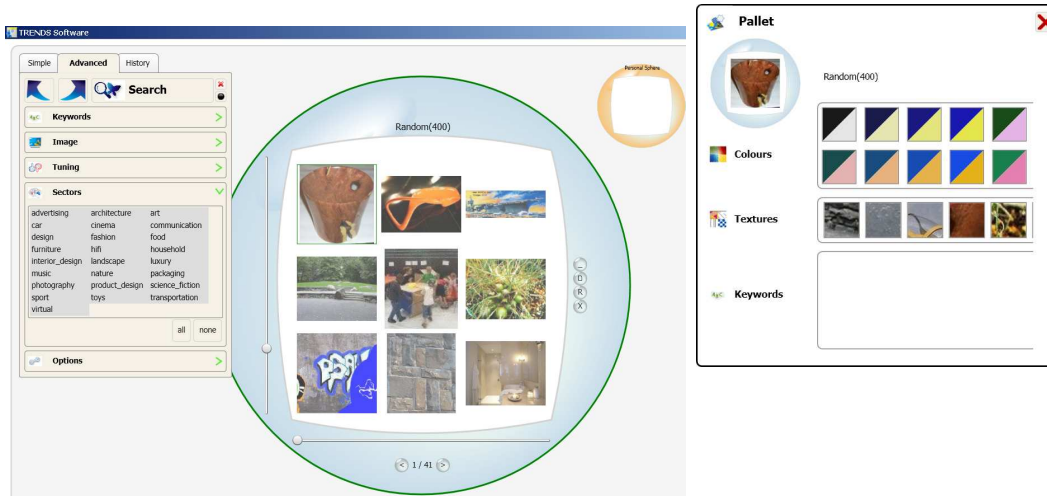 TRENDS Software
Simple Advanced History
Search
ABC Keywords
Image
Tuning
Sectors
advertising architecture art
car cinema communication
design fashion food
furniture hifi household
interior_design landscape luxury
music nature packaging
photography product_design science_fiction
sport toys transportation
virtual
all none
Options
Random(400)
_
R
X
< 1 / 41 >
Personal Sphere
Pallet
Random(400)
Colours
Textures
ABC Keywords